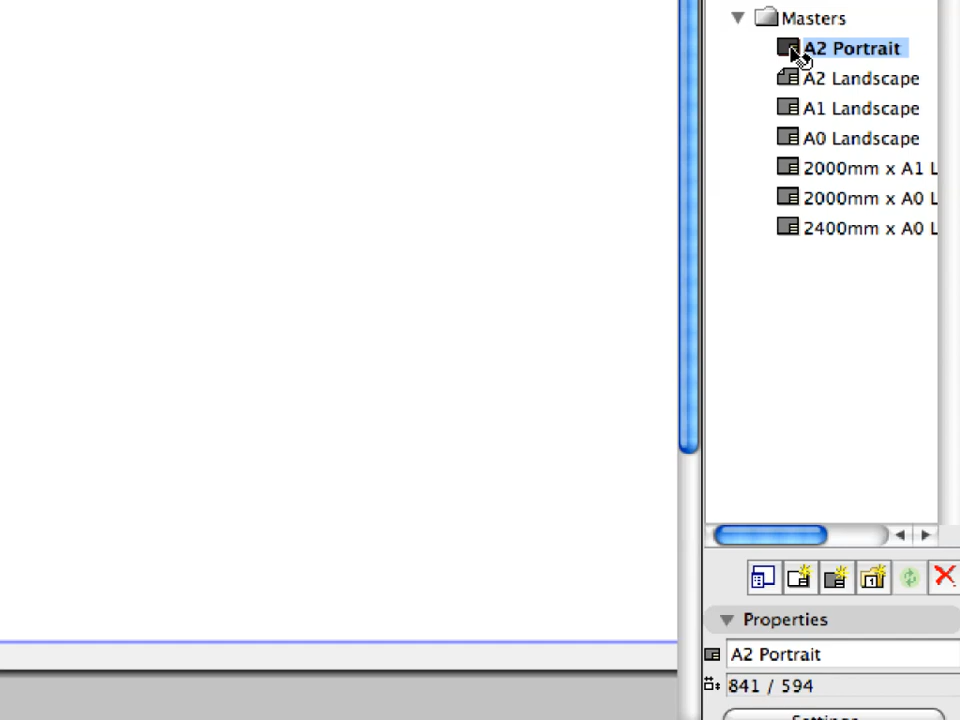 Masters
A2 Portrait
A2 Landscape
A1 Landscape
A0 Landscape
2000mm x A1 L
2000mm x A0 L
2400mm x A0 L
Properties
A2 Portrait
841 / 594
Settings